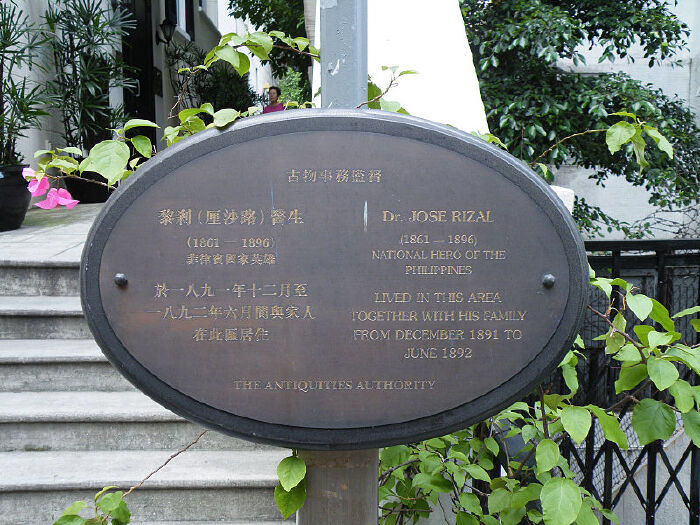 古物事務監督
黎剎(厘沙路)醫生
(1861 — 1896)
菲律賓國家英雄
於一八九一年十二月至
一八九二年六月間與家人
在此區居住
Dr. JOSE RIZAL
(1861 — 1896)
NATIONAL HERO OF THE
PHILIPPINES
LIVED IN THIS AREA
TOGETHER WITH HIS FAMILY
FROM DECEMBER 1891 TO
JUNE 1892
THE ANTIQUITIES AUTHORITY